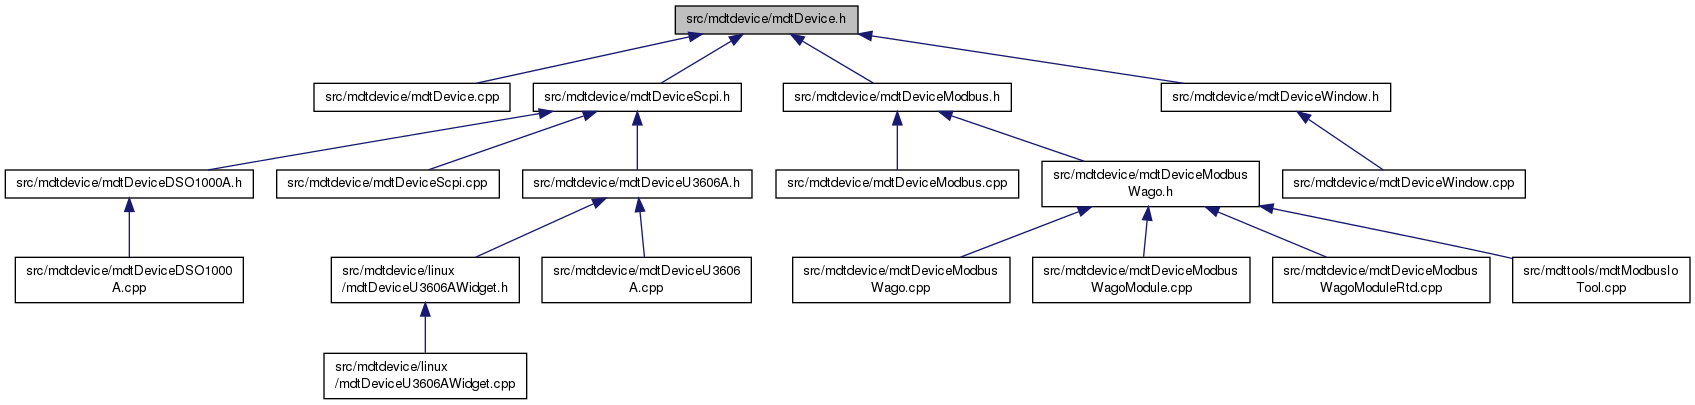 src/mdtdevice/mdtDevice.h
src/mdtdevice/mdtDevice.cpp
src/mdtdevice/mdtDeviceScpi.h
src/mdtdevice/mdtDeviceModbus.h
src/mdtdevice/mdtDeviceWindow.h
src/mdtdevice/mdtDeviceDSO1000A.h
src/mdtdevice/mdtDeviceScpi.cpp
src/mdtdevice/mdtDeviceU3606A.h
src/mdtdevice/mdtDeviceModbus.cpp
src/mdtdevice/mdtDeviceModbus
Wago.h
src/mdtdevice/mdtDeviceWindow.cpp
src/mdtdevice/mdtDeviceDSO1000
A.cpp
src/mdtdevice/linux
/mdtDeviceU3606AWidget.h
src/mdtdevice/mdtDeviceU3606
A.cpp
src/mdtdevice/mdtDeviceModbus
Wago.cpp
src/mdtdevice/mdtDeviceModbus
WagoModule.cpp
src/mdtdevice/mdtDeviceModbus
WagoModuleRtd.cpp
src/mdttools/mdtModbusIo
Tool.cpp
src/mdtdevice/linux
/mdtDeviceU3606AWidget.cpp